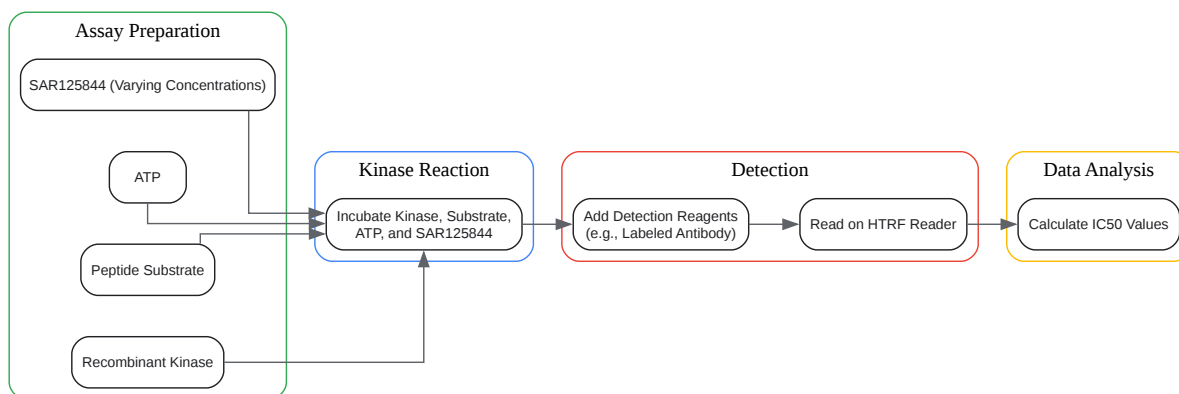 Assay Preparation
SAR125844 (Varying Concentrations)
ATP
Peptide Substrate
Recombinant Kinase
Kinase Reaction
Incubate Kinase, Substrate,
ATP, and SAR125844
Detection
Add Detection Reagents
(e.g., Labeled Antibody)
Read on HTRF Reader
Data Analysis
Calculate IC50 Values